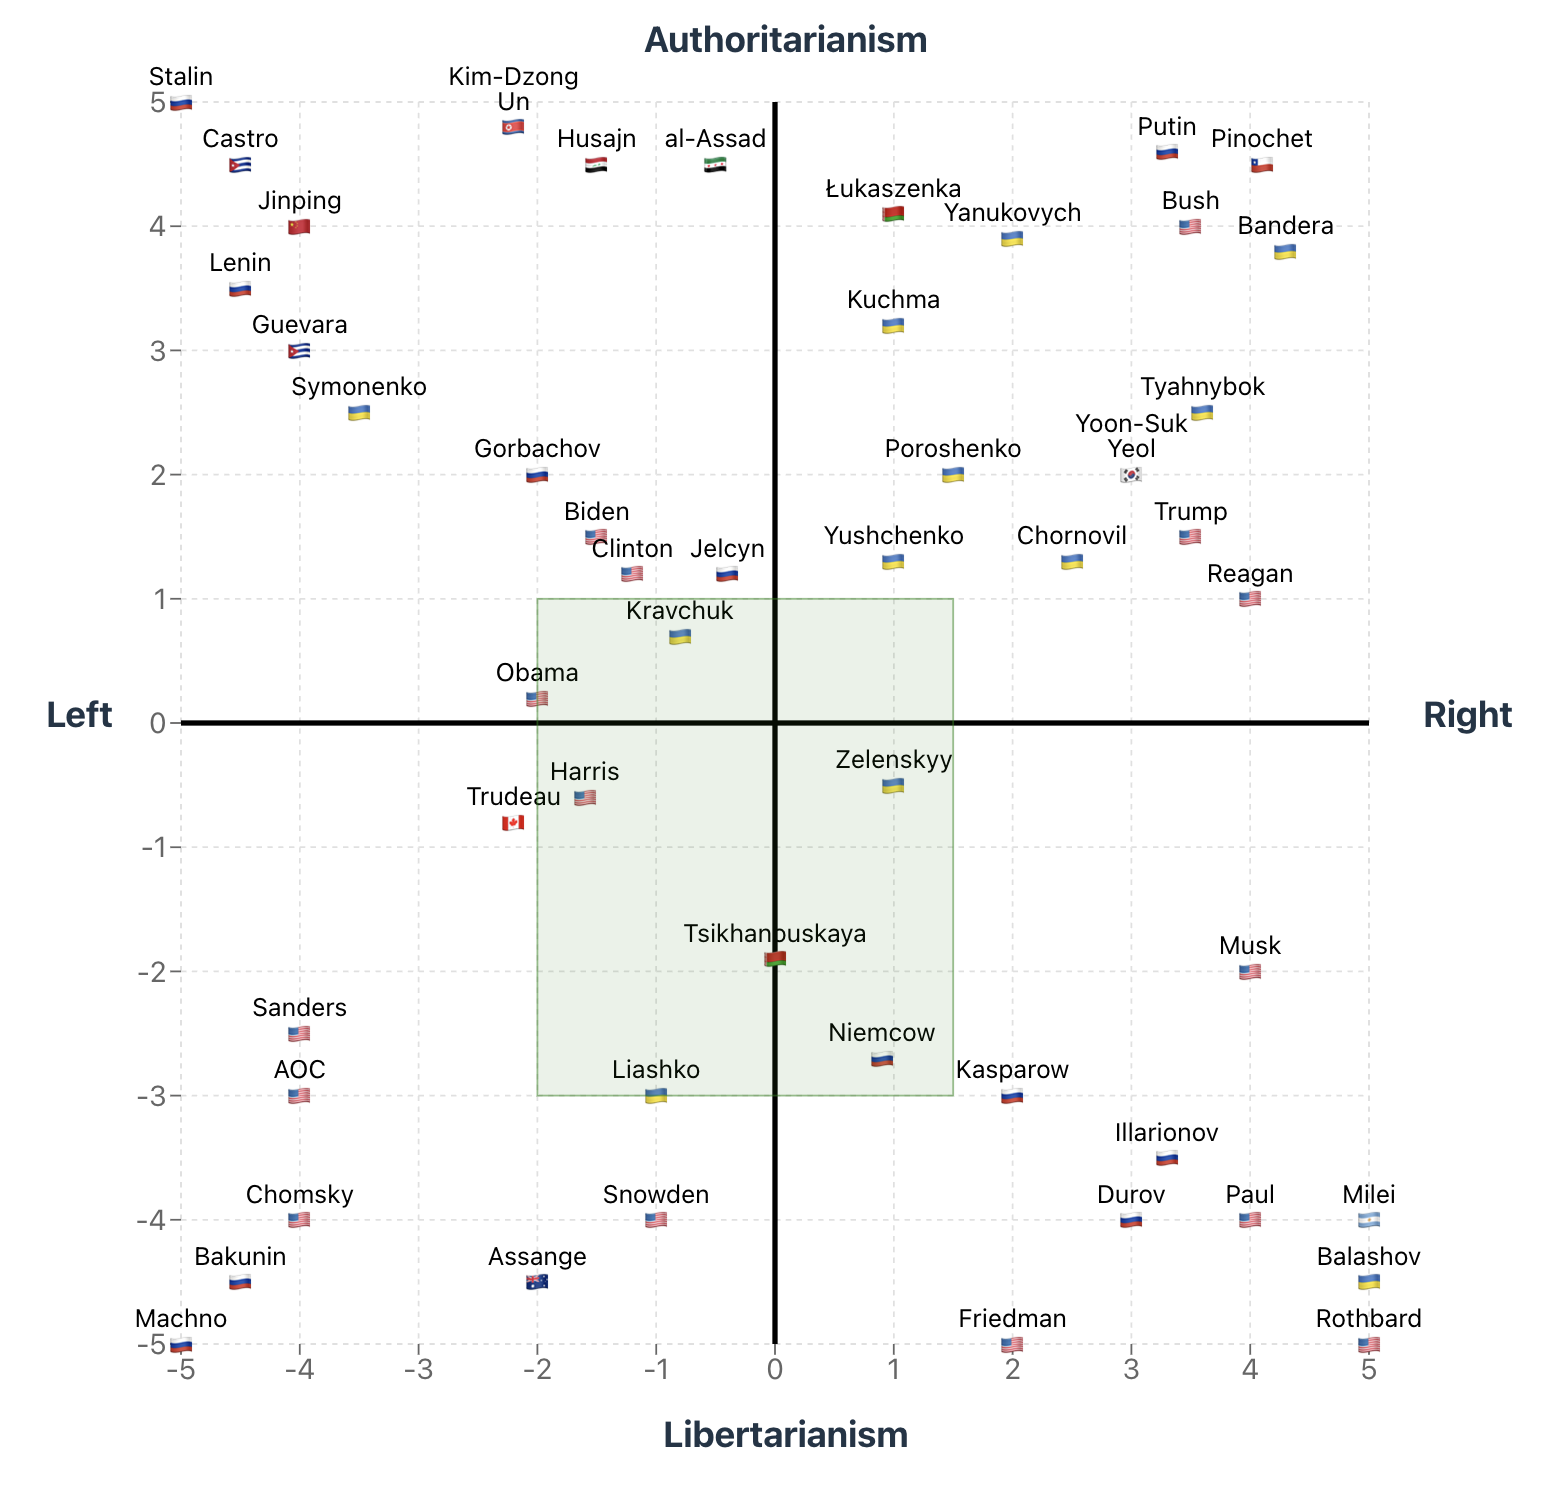 Authoritarianism
Stalin
Kim-Dzong
Un
5
Castro
Husajn
al-Assad
Putin
Pinochet
Jinping
Łukaszenka
Yanukovych
Bush
Bandera
4
Lenin
Kuchma
Guevara
3
Symonenko
Tyahnybok
Yoon-Suk
Yeol
Gorbachov
Poroshenko
2
Biden
Trump
Clinton
Jelcyn
Yushchenko
Chornovil
Reagan
1
Kravchuk
Obama
Left
0
Right
Zelenskyy
Harris
Trudeau
-1
Tsikhanouskaya
Musk
-2
Sanders
Niemcow
AOC
Liashko
Kasparow
-3
Illarionov
Chomsky
Snowden
Durov
Paul
Milei
-4
Bakunin
Assange
Balashov
Machno
Friedman
Rothbard
-5
-5
-4
-3
-2
-1
0
1
2
3
4
5
Libertarianism